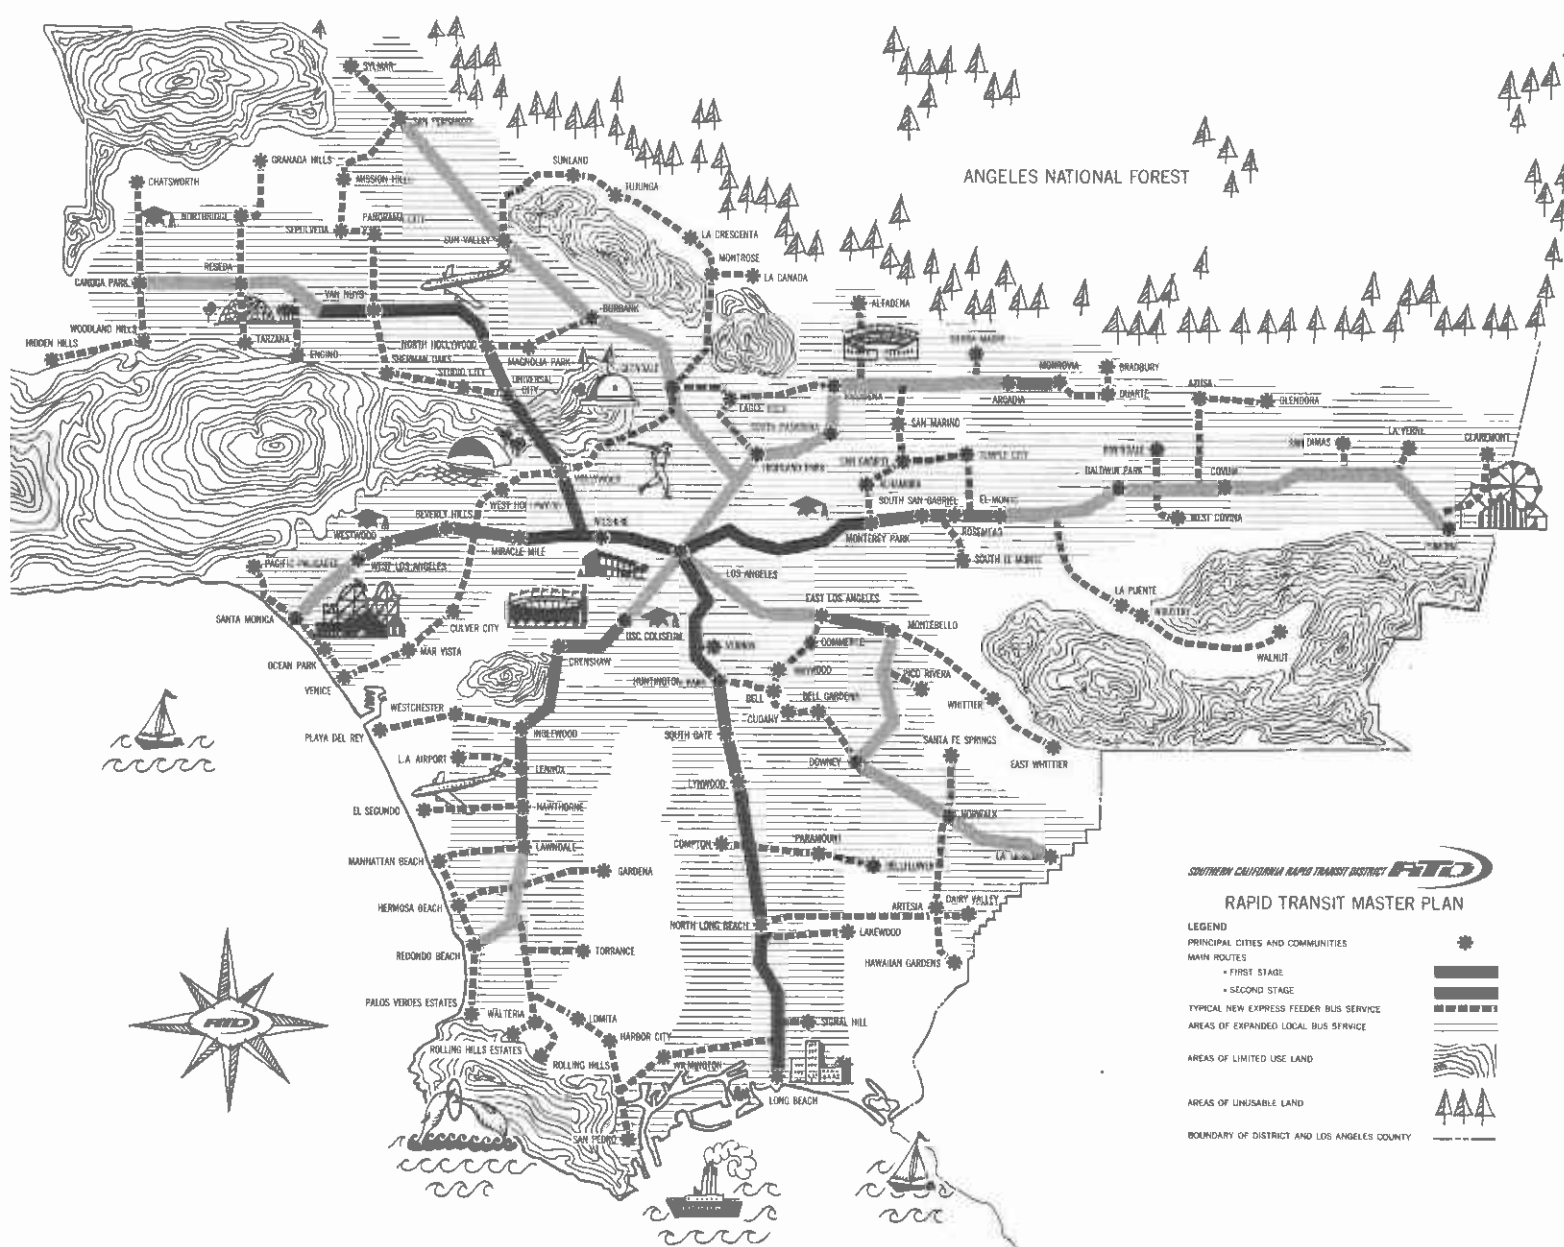 SYLMAR
SAN FERNANDO
GRANADA HILLS
CHATSWORTH
MISSION HILLS
SUNLAND
TUJUNGA
ANGELES NATIONAL FOREST
NORTHRIDGE
SEPULVEDA
PANORAMA CITY
SUN VALLEY
LA CRESCENTA
MONTROSE
LA CANADA
RESEDA
CANOGA PARK
VAN NUYS
BURBANK
ALTADENA
WOODLAND HILLS
HIDDEN HILLS
TARZANA
ENCINO
NORTH HOLLYWOOD
SHERMAN OAKS
MAGNOLIA PARK
STUDIO CITY
UNIVERSAL CITY
GLENDALE
SIERRA MADRE
MONROVIA
BRADBURY
PASADENA
ARCADIA
DUARTE
AZUSA
GLENDORA
EAGLE ROCK
SOUTH PASADENA
SAN MARINO
HIGHLAND PARK
SAN GABRIEL
TEMPLE CITY
SAN DIMAS
LA VERNE
CLAREMONT
BALDWIN PARK
COVINA
HOLLYWOOD
WEST HOLLYWOOD
ALHAMBRA
SOUTH SAN GABRIEL
EL MONTE
BEVERLY HILLS
WILSHIRE
WESTWOOD
MIRACLE MILE
MONTEREY PARK
ROSEMEAD
WEST COVINA
POMONA
PACIFIC PALISADES
WEST LOS ANGELES
LOS ANGELES
SOUTH EL MONTE
EAST LOS ANGELES
LA PUENTE
INDUSTRY
SANTA MONICA
CULVER CITY
USC COLISEUM
MONTEBELLO
COMMERCE
VERNON
WALNUT
OCEAN PARK
MAR VISTA
CRENSHAW
VENICE
HUNTINGTON PARK
MAYWOOD
PICO RIVERA
BELL
BELL GARDENS
WHITTIER
CUDAHY
WESTCHESTER
PLAYA DEL REY
INGLEWOOD
SOUTH GATE
SANTA FE SPRINGS
EAST WHITTIER
L.A AIRPORT
LENNOX
DOWNEY
LYNWOOD
EL SEGUNDO
HAWTHORNE
NORWALK
MANHATTAN BEACH
LAWNDALE
COMPTON
PARAMOUNT
BELLFLOWER
GARDENA
HERMOSA BEACH
ARTESIA
DAIRY VALLEY
NORTH LONG BEACH
LAKEWOOD
REDONDO BEACH
TORRANCE
HAWAIIAN GARDENS
PALOS VERDES ESTATES
WALTERIA
LOMITA
SIGNAL HILL
ROLLING HILLS ESTATES
HARBOR CITY
ROLLING HILLS
WILMINGTON
LONG BEACH
SAN PEDRO
RTD
SOUTHERN CALIFORNIA RAPID TRANSIT DISTRICT RTD
RAPID TRANSIT MASTER PLAN
LEGEND
PRINCIPAL CITIES AND COMMUNITIES
MAIN ROUTES
• FIRST STAGE
• SECOND STAGE
TYPICAL NEW EXPRESS FEEDER BUS SERVICE
AREAS OF EXPANDED LOCAL BUS SERVICE
AREAS OF LIMITED USE LAND
AREAS OF UNUSABLE LAND
BOUNDARY OF DISTRICT AND LOS ANGELES COUNTY